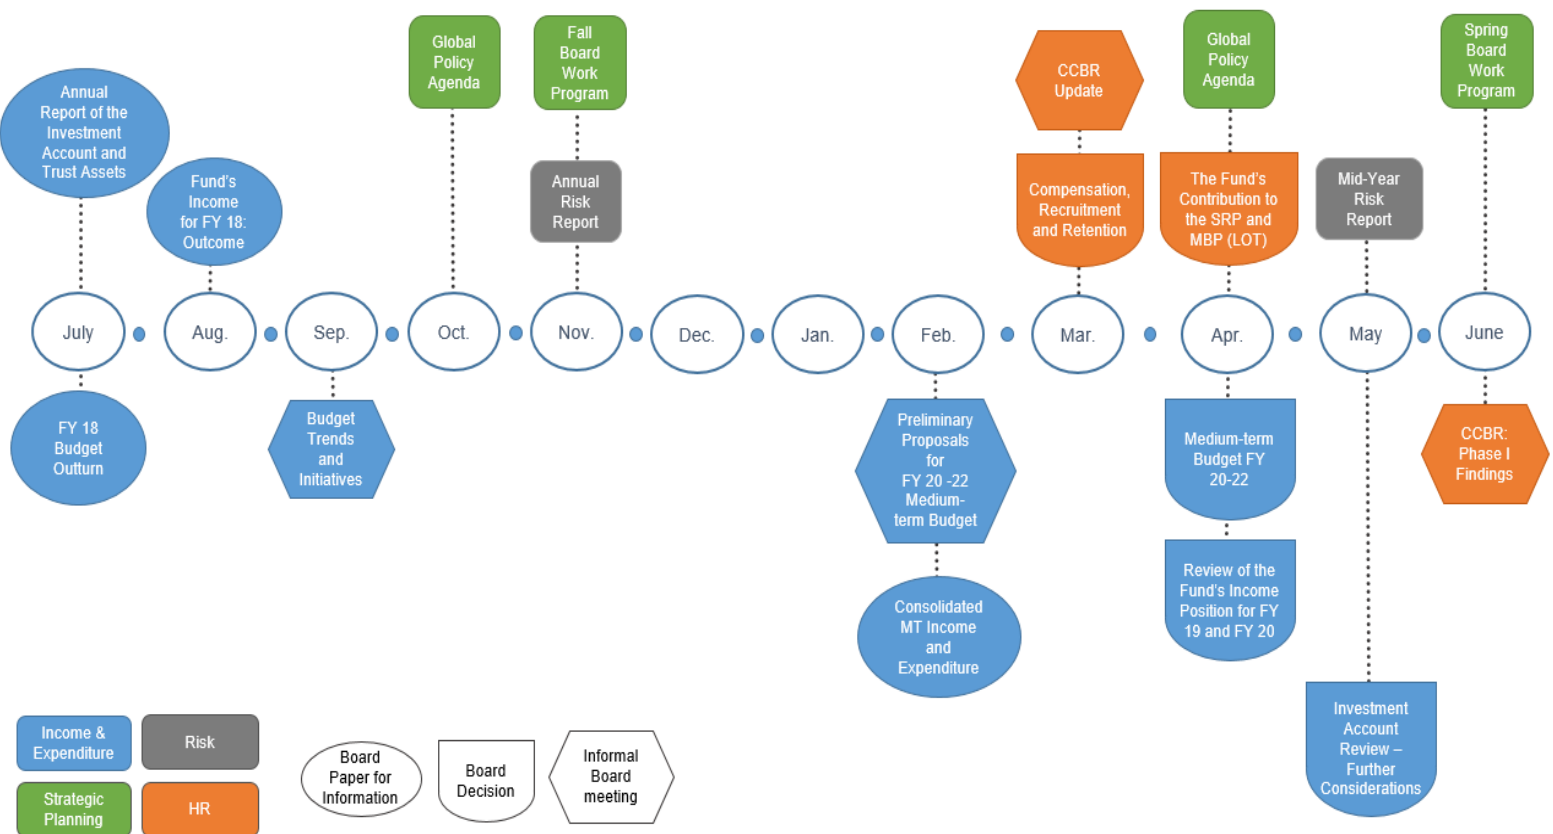 Annual
Report of the
Investment
Account and
Trust Assets
Fund's
Income
for FY 18:
Outcome
Global
Policy
Agenda
Fall
Board
Work
Program
Annual
Risk
Report
CCBR
Update
Compensation,
Recruitment
and Retention
Global
Policy
Agenda
The Fund's
Contribution to
the SRP and
MBP (LOT)
Mid-Year
Risk
Report
Spring
Board
Work
Program
July
Aug.
Sep.
Oct.
Nov.
Dec.
Jan.
Feb.
Mar.
Apr.
May
June
FY 18
Budget
Outturn
Budget
Trends
and
Initiatives
Preliminary
Proposals
for
FY 20 -22
Medium-
term Budget
Consolidated
MT Income
and
Expenditure
Medium-term
Budget FY
20-22
Review of the
Fund's Income
Position for FY
19 and FY 20
Investment
Account
Review –
Further
Considerations
CCBR:
Phase I
Findings
Income &
Expenditure
Risk
Strategic
Planning
HR
Board
Paper for
Information
Board
Decision
Informal
Board
meeting